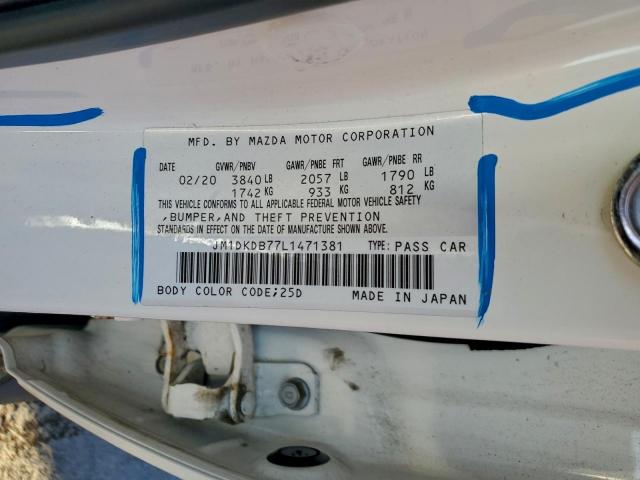 MFD. BY MAZDA MOTOR CORPORATION
DATE GVWR/PNBV GAWR/PNBE FRT GAWR/PNBE RR
02/20 3840 LB 2057 LB 1790 LB
1742 KG 933 KG 812 KG
THIS VEHICLE CONFORMS TO ALL APPLICABLE FEDERAL MOTOR VEHICLE SAFETY
, BUMPER, AND THEFT PREVENTION
STANDARDS IN EFFECT ON THE DATE OF MANUFACTURE SHOWN ABOVE.
JM1DKDB77L1471381 TYPE: PASS CAR
BODY COLOR CODE;25D MADE IN JAPAN